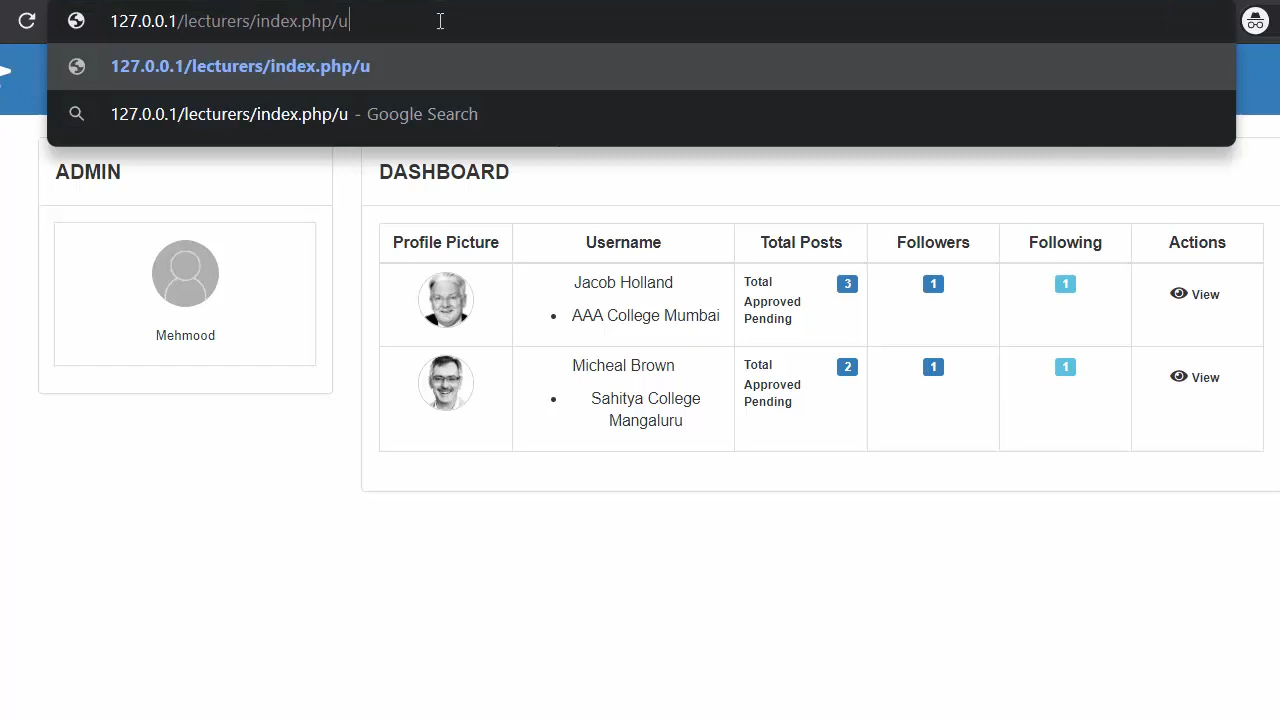 127.0.0.1/lecturers/index.php/u
127.0.0.1/lecturers/index.php/u
127.0.0.1/lecturers/index.php/u - Google Search
ADMIN
Mehmood
DASHBOARD
Profile Picture Username Total Posts Followers Following Actions
Jacob Holland
• AAA College Mumbai
Total 3
Approved
Pending
1
1
View
Micheal Brown
• Sahitya College
Mangaluru
Total 2
Approved
Pending
1
1
View